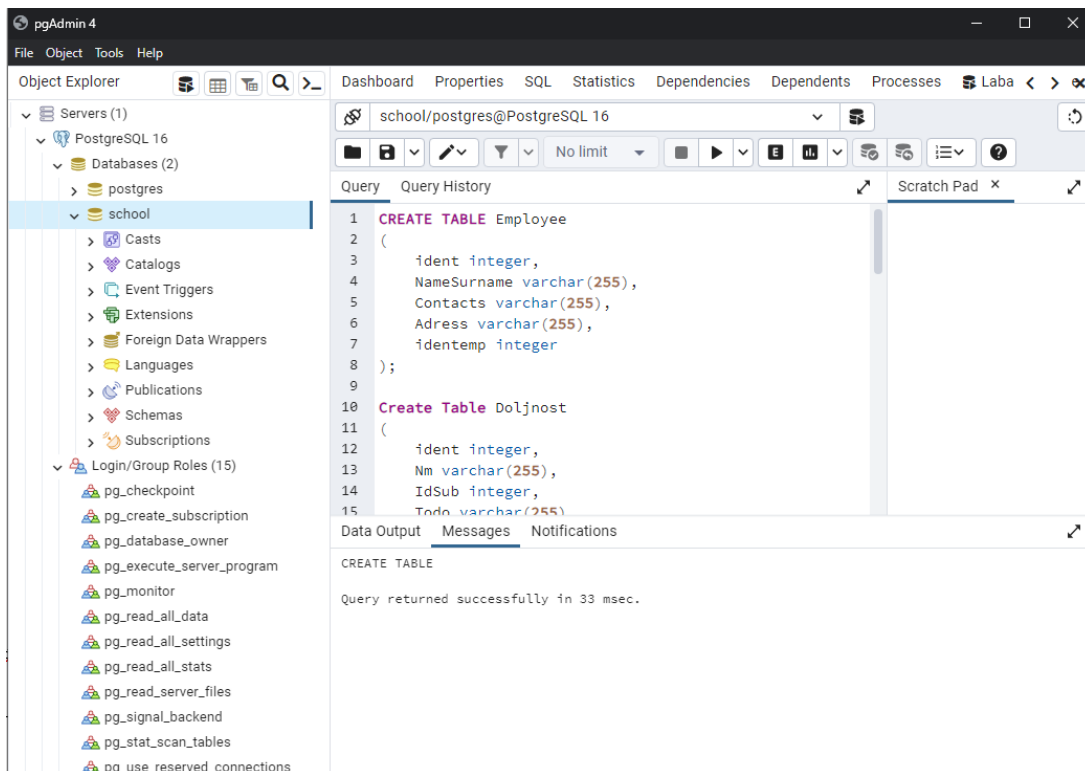 pgAdmin 4
File Object Tools Help
Object Explorer
Servers (1)
PostgreSQL 16
Databases (2)
postgres
school
Casts
Catalogs
Event Triggers
Extensions
Foreign Data Wrappers
Languages
Publications
Schemas
Subscriptions
Login/Group Roles (15)
pg_checkpoint
pg_create_subscription
pg_database_owner
pg_execute_server_program
pg_monitor
pg_read_all_data
pg_read_all_settings
pg_read_all_stats
pg_read_server_files
pg_signal_backend
pg_stat_scan_tables
pg_use_reserved_connections
Dashboard Properties SQL Statistics Dependencies Dependents Processes Laba
school/postgres@PostgreSQL 16
No limit
E
Query Query History
Scratch Pad
1 CREATE TABLE Employee
2 (
3 ident integer,
4 NameSurname varchar(255),
5 Contacts varchar(255),
6 Adress varchar(255),
7 identemp integer
8 );
9
10 Create Table Doljnost
11 (
12 ident integer,
13 Nm varchar(255),
14 IdSub integer,
15 Todo varchar(255)
Data Output Messages Notifications
CREATE TABLE
Query returned successfully in 33 msec.